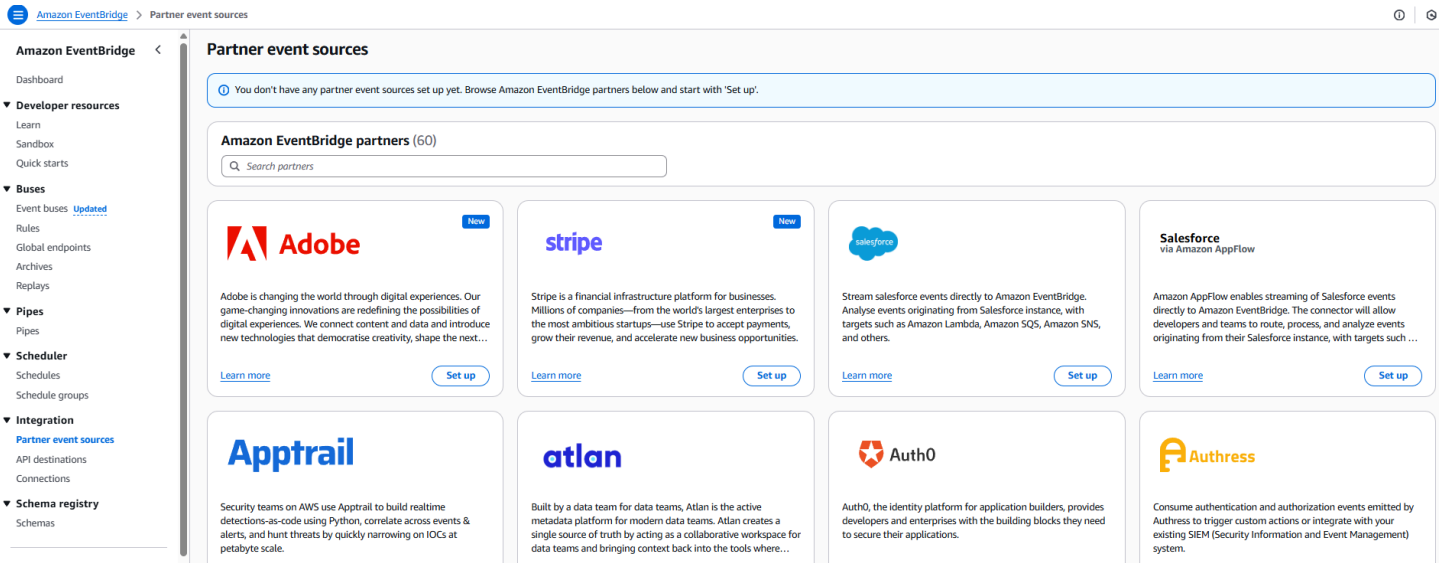 Amazon EventBridge > Partner event sources
Amazon EventBridge
Dashboard
Developer resources
Learn
Sandbox
Quick starts
Buses
Event buses Updated
Rules
Global endpoints
Archives
Replays
Pipes
Pipes
Scheduler
Schedules
Schedule groups
Integration
Partner event sources
API destinations
Connections
Schema registry
Schemas
Partner event sources
You don't have any partner event sources set up yet. Browse Amazon EventBridge partners below and start with 'Set up'.
Amazon EventBridge partners (60)
Search partners
New
Adobe
Adobe is changing the world through digital experiences. Our
game-changing innovations are redefining the possibilities of
digital experiences. We connect content and data and introduce
new technologies that democratise creativity, shape the next...
Learn more
Set up
New
stripe
Stripe is a financial infrastructure platform for businesses.
Millions of companies—from the world's largest enterprises to
the most ambitious startups—use Stripe to accept payments,
grow their revenue, and accelerate new business opportunities.
Learn more
Set up
salesforce
Stream salesforce events directly to Amazon EventBridge.
Analyse events originating from Salesforce instance, with
targets such as Amazon Lambda, Amazon SQS, Amazon SNS,
and others.
Learn more
Set up
Salesforce
via Amazon AppFlow
Amazon AppFlow enables streaming of Salesforce events
directly to Amazon EventBridge. The connector will allow
developers and teams to route, process, and analyze events
originating from their Salesforce instance, with targets such ...
Learn more
Set up
Apptrail
Security teams on AWS use Apptrail to build realtime
detections-as-code using Python, correlate across events &
alerts, and hunt threats by quickly narrowing on IOCs at
petabyte scale.
atlan
Built by a data team for data teams, Atlan is the active
metadata platform for modern data teams. Atlan creates a
single source of truth by acting as a collaborative workspace for
data teams and bringing context back into the tools where...
Auth0
Auth0, the identity platform for application builders, provides
developers and enterprises with the building blocks they need
to secure their applications.
Authress
Consume authentication and authorization events emitted by
Authress to trigger custom actions or integrate with your
existing SIEM (Security Information and Event Management)
system.